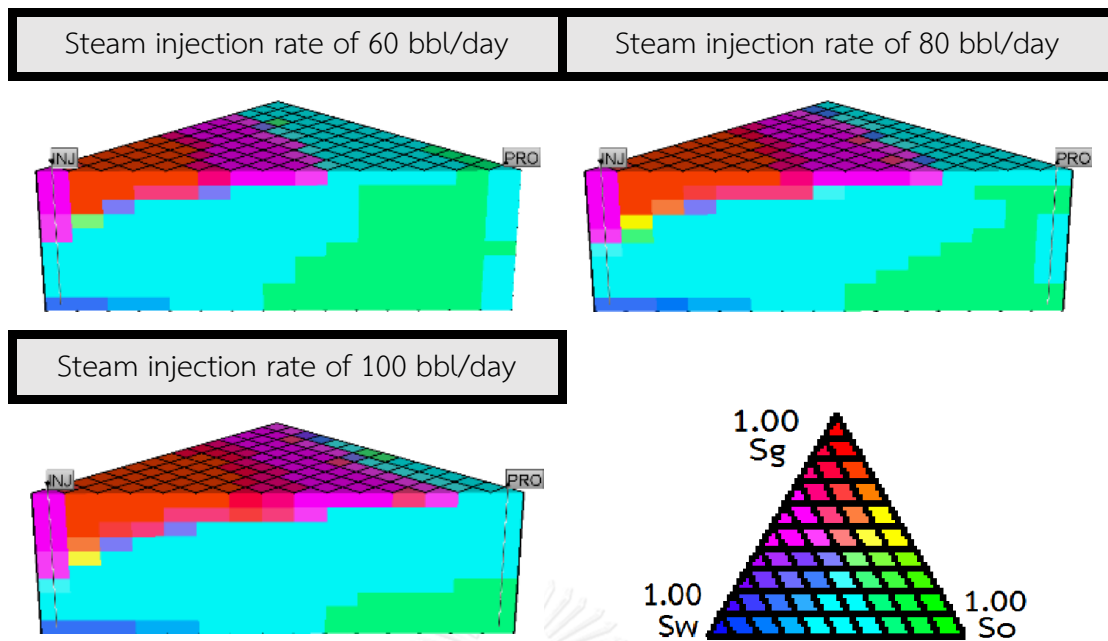 Steam injection rate of 60 bbl/day
Steam injection rate of 80 bbl/day
INJ
PRO
INJ
PRO
Steam injection rate of 100 bbl/day
INJ
PRO
1.00
Sg
1.00
Sw
1.00
So